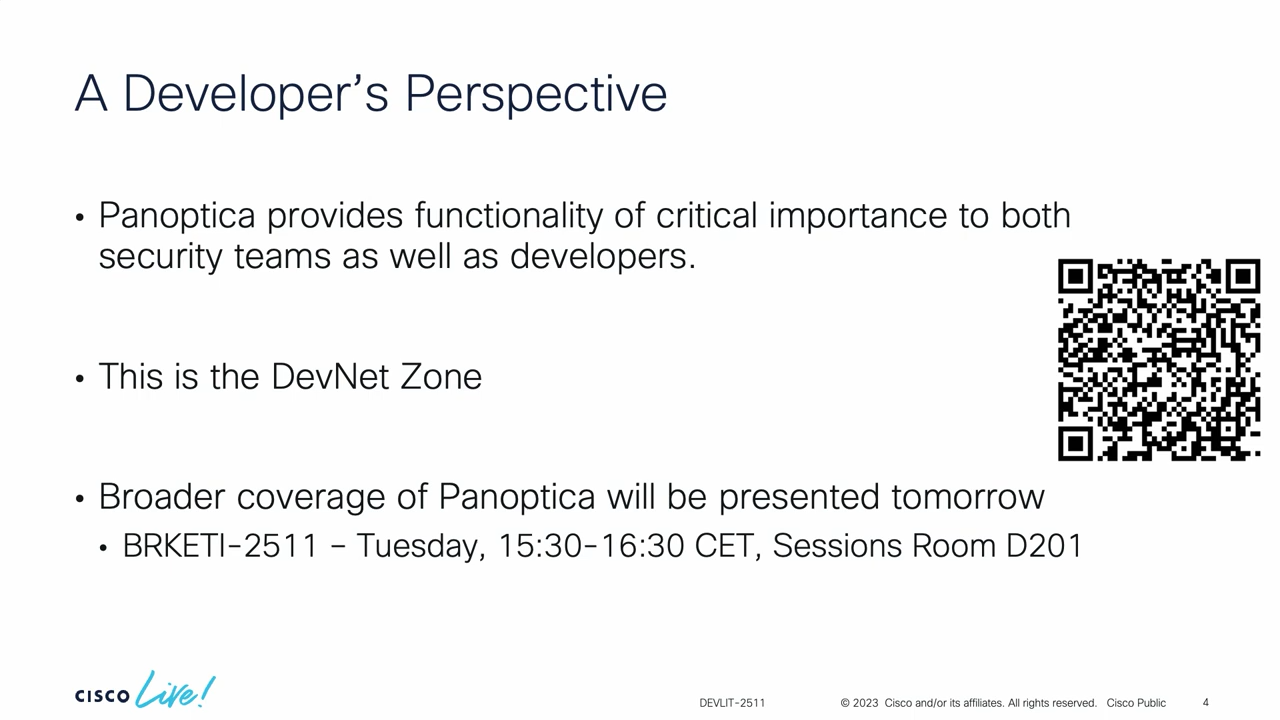 A Developer’s Perspective
• Panoptica provides functionality of critical importance to both
security teams as well as developers.
• This is the DevNet Zone
• Broader coverage of Panoptica will be presented tomorrow
• BRKETI-2511 – Tuesday, 15:30-16:30 CET, Sessions Room D201
CISCO Live!
DEVLIT-2511
© 2023 Cisco and/or its affiliates. All rights reserved. Cisco Public
4